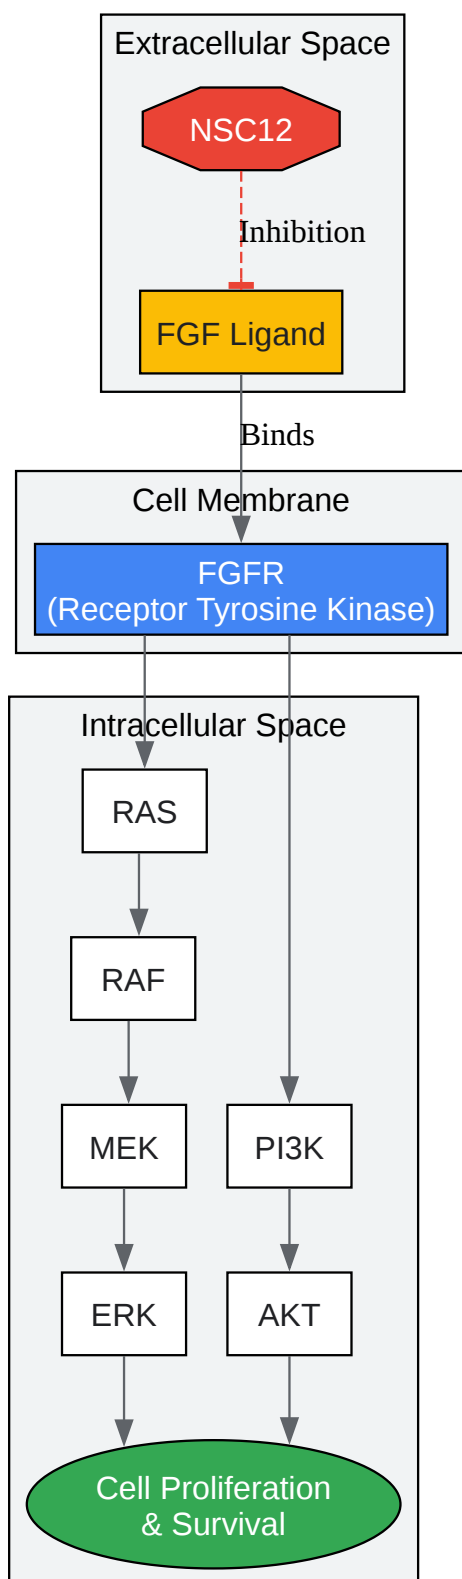 Extracellular Space
NSC12
Inhibition
FGF Ligand
Binds
Cell Membrane
FGFR
(Receptor Tyrosine Kinase)
Intracellular Space
RAS
RAF
MEK
PI3K
ERK
AKT
Cell Proliferation
& Survival